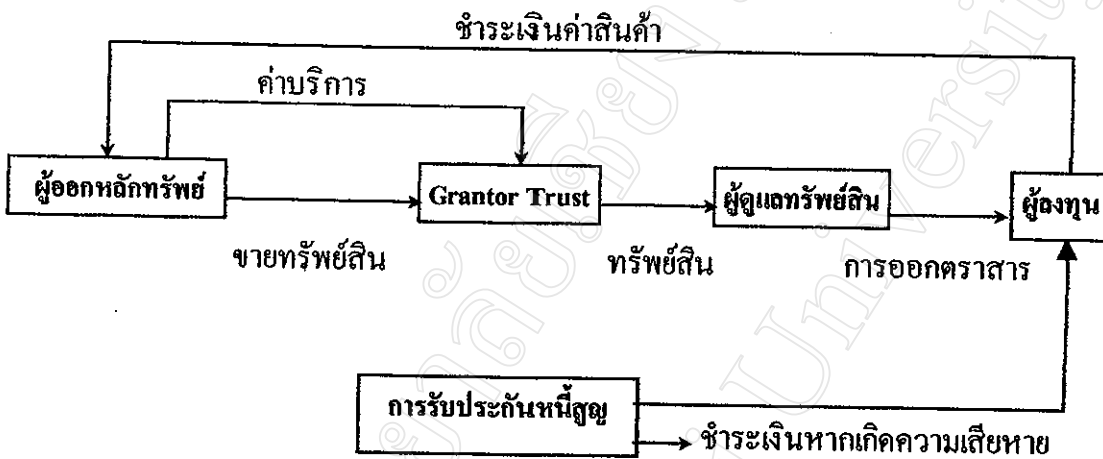 ชำระเงินค่าสินค้า
ค่าบริการ
ผู้ออกหลักทรัพย์
Grantor Trust
ผู้ดูแลทรัพย์สิน
ผู้ลงทุน
ขายทรัพย์สิน
ทรัพย์สิน
การออกตราสาร
การรับประกันหนี้สูญ
ชำระเงินหากเกิดความเสียหาย